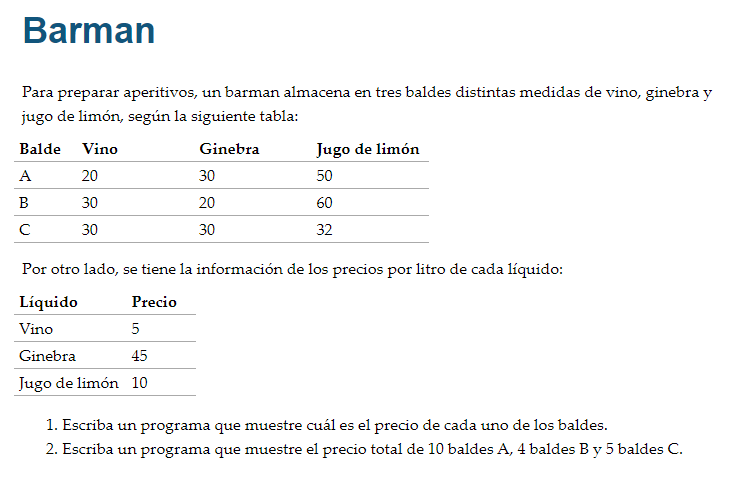 Barman
Para preparar aperitivos, un barman almacena en tres baldes distintas medidas de vino, ginebra y
jugo de limón, según la siguiente tabla:
Balde Vino Ginebra Jugo de limón
A 20 30 50
B 30 20 60
C 30 30 32
Por otro lado, se tiene la información de los precios por litro de cada líquido:
Líquido Precio
Vino 5
Ginebra 45
Jugo de limón 10
1. Escriba un programa que muestre cuál es el precio de cada uno de los baldes.
2. Escriba un programa que muestre el precio total de 10 baldes A, 4 baldes B y 5 baldes C.